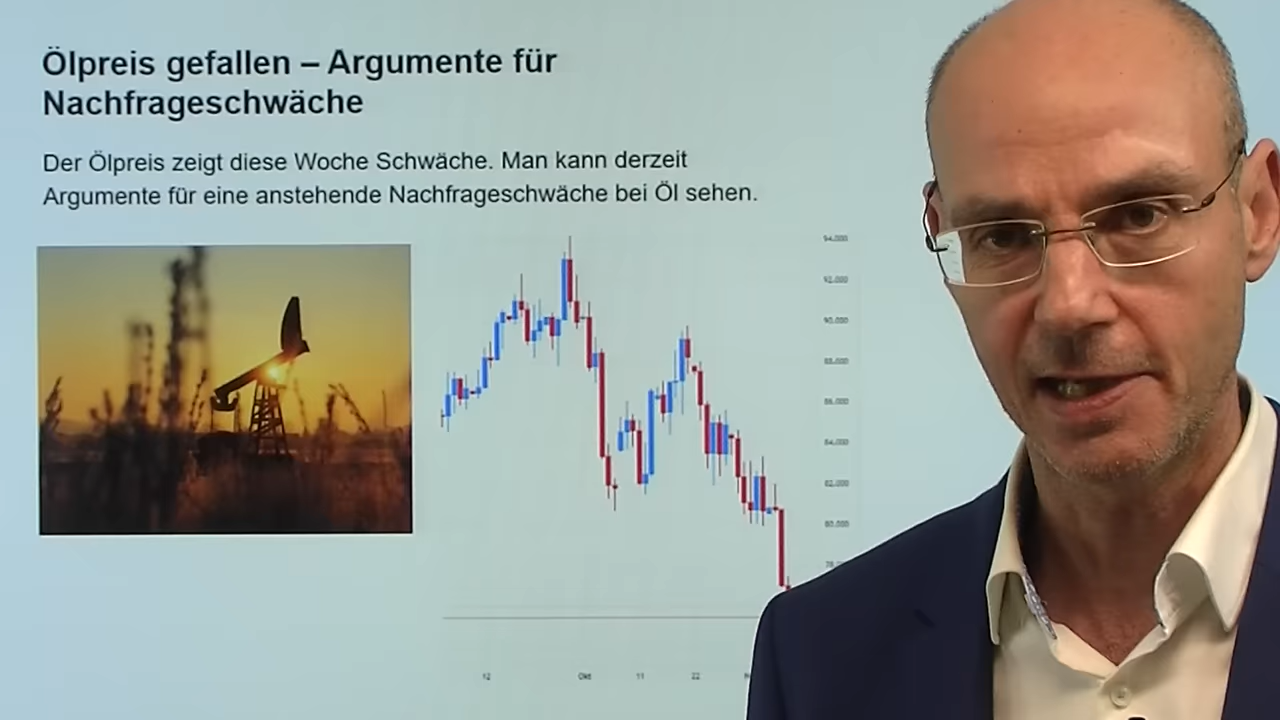 Ölpreis gefallen – Argumente für
Nachfrageschwäche
Der Ölpreis zeigt diese Woche Schwäche. Man kann derzeit
Argumente für eine anstehende Nachfrageschwäche bei Öl sehen.
94.000
92.000
90.000
88.000
86.000
84.000
82.000
80.000
78.
12
Okt
11
22